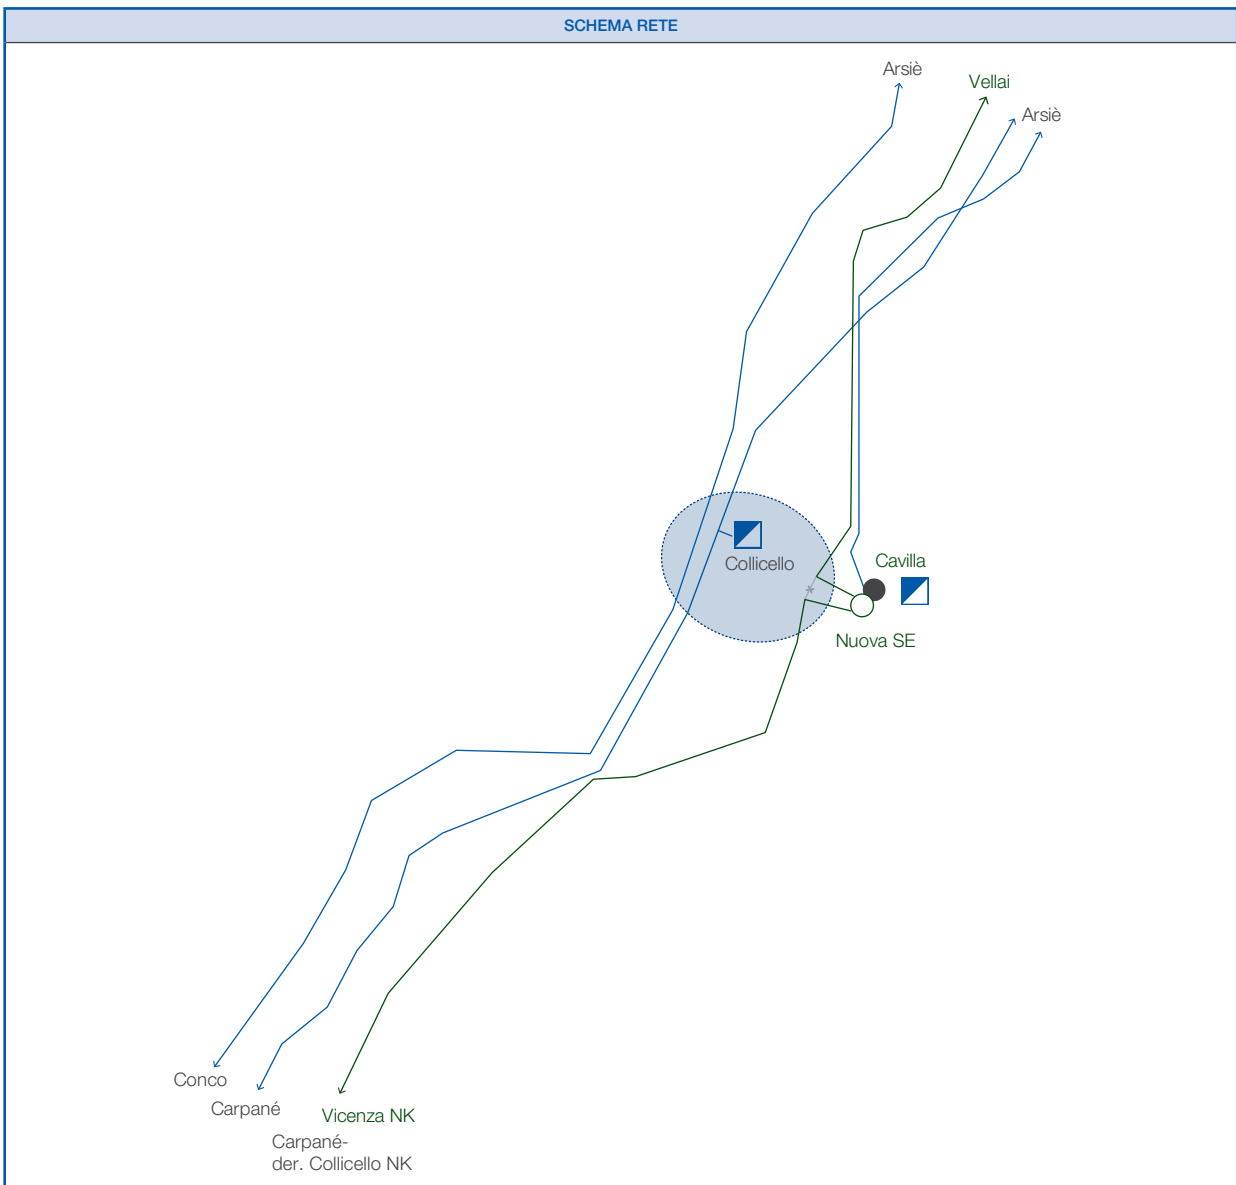 SCHEMA RETE
Arsiè
Vellai
Arsiè
Collicello
Cavilla
Nuova SE
Conco
Carpané
Vicenza NK
Carpané-
der. Collicello NK